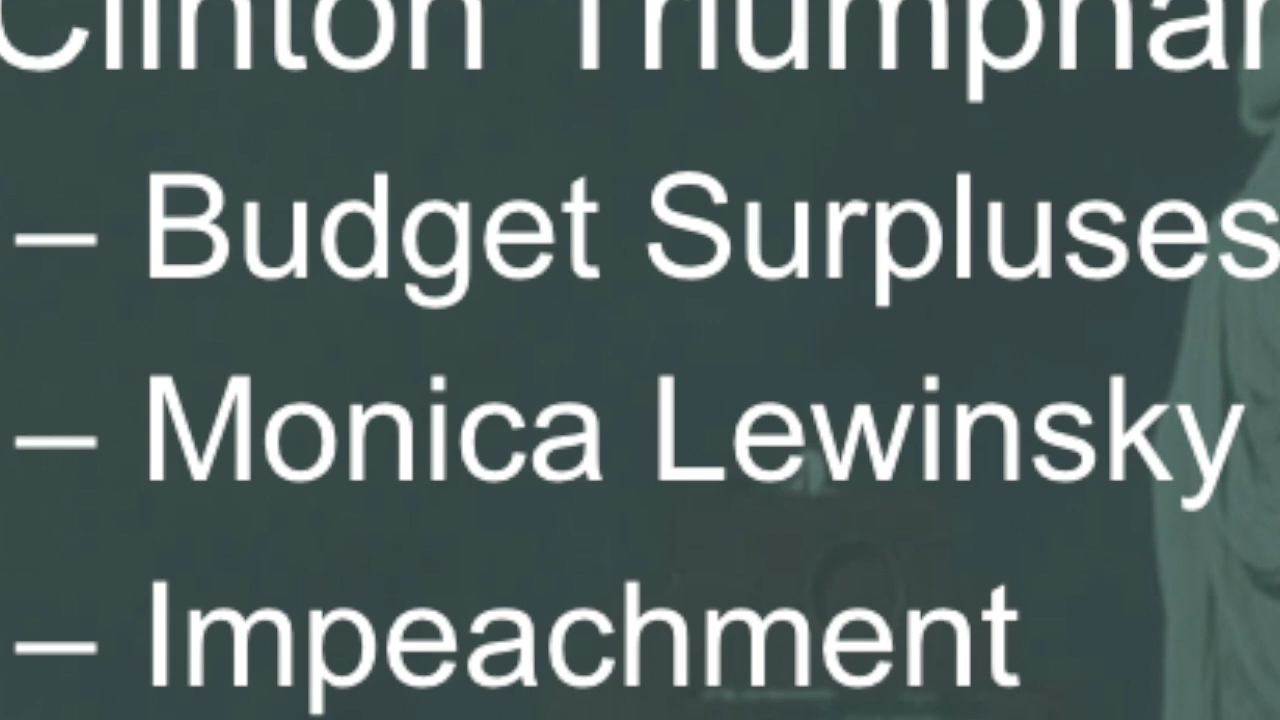 Clinton Triumphan
– Budget Surpluses
– Monica Lewinsky
– Impeachment